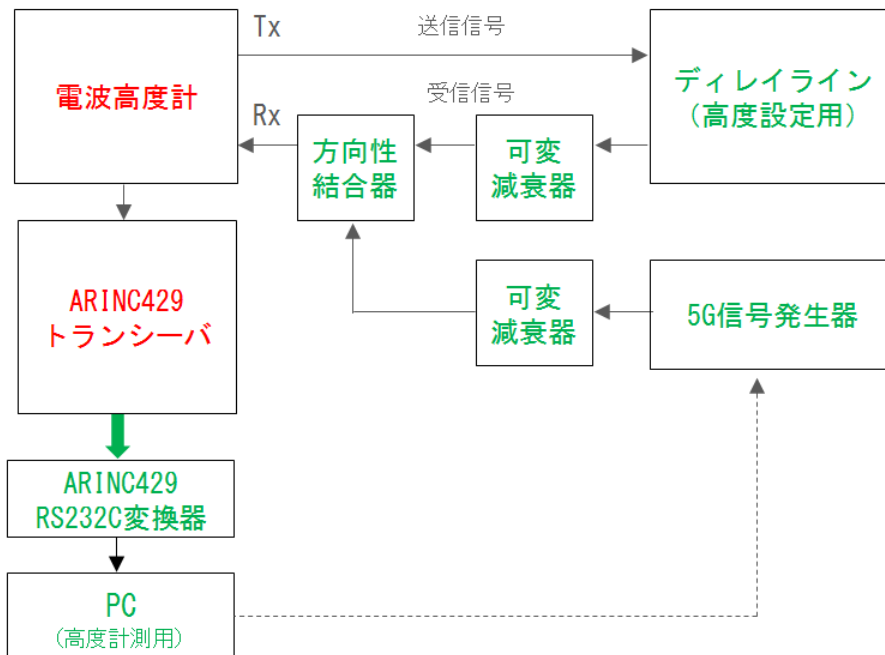 Tx
送信信号
電波高度計
ディレイライン
(高度設定用)
受信信号
Rx
方向性
結合器
可変
減衰器
ARINC429
トランシーバ
可変
減衰器
5G信号発生器
ARINC429
RS232C変換器
PC
(高度計測用)